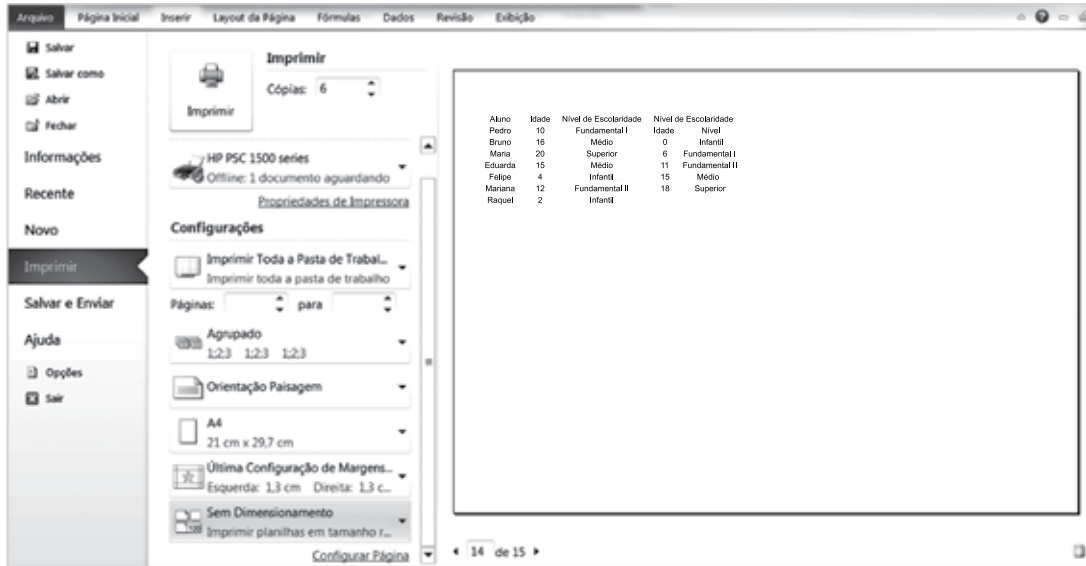 Arquivo Página Inicial Inserir Layout da Página Fórmulas Dados Revisão Exibição
Salvar
Salvar como
Abrir
Fechar
Informações
Recente
Novo
Imprimir
Salvar e Enviar
Ajuda
Opções
Sair
Imprimir
Cópias: 6
Imprimir
HP PSC 1500 series
Offline: 1 documento aguardando
Propriedades de Impressora
Configurações
Imprimir Toda a Pasta de Trabal...
Imprimir toda a pasta de trabalho
Páginas: para
Agrupado
1;2;3 1;2;3 1;2;3
Orientação Paisagem
A4
21 cm x 29,7 cm
Última Configuração de Margens...
Esquerda: 1,3 cm Direita: 1,3 c...
Sem Dimensionamento
100
Imprimir planilhas em tamanho r...
Configurar Página
Aluno Idade Nível de Escolaridade Nível de Escolaridade
Pedro 10 Fundamental I Idade Nível
Bruno 16 Médio 0 Infantil
Maria 20 Superior 6 Fundamental I
Eduarda 15 Médio 11 Fundamental II
Felipe 4 Infantil 15 Médio
Mariana 12 Fundamental II 18 Superior
Raquel 2 Infantil
14 de 15